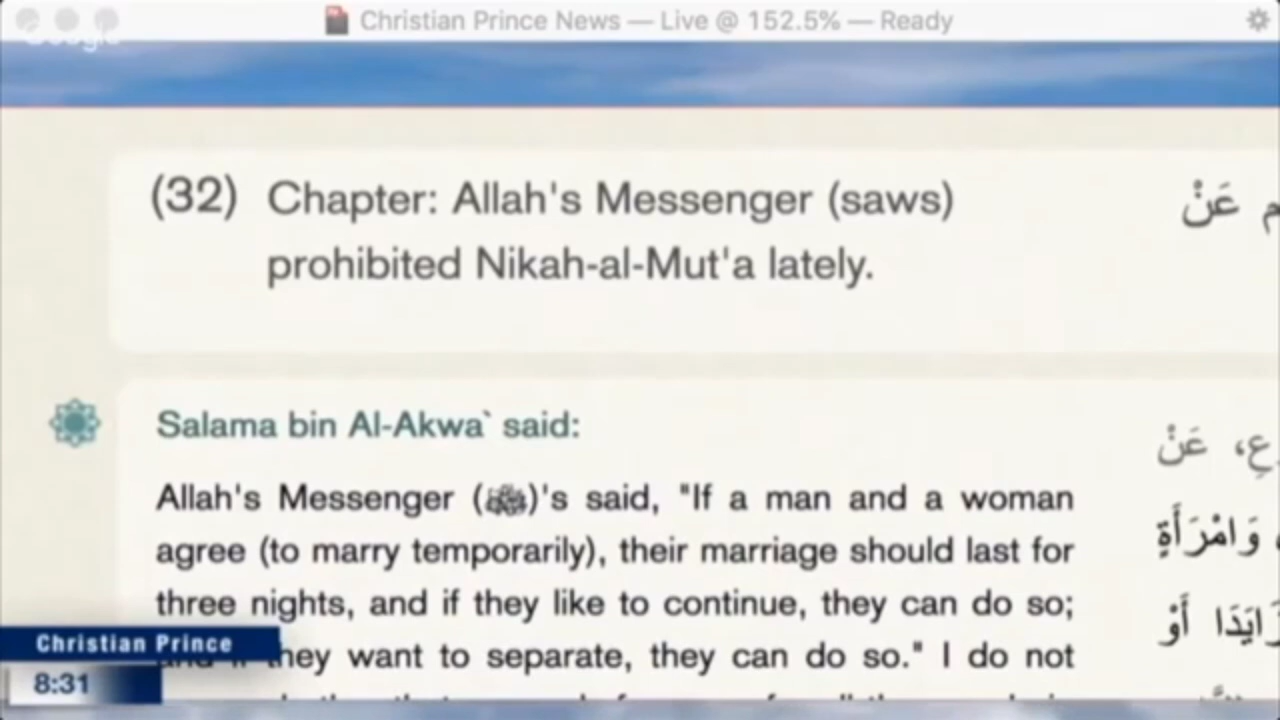 Christian Prince News — Live @ 152.5% — Ready
Google
(32) Chapter: Allah's Messenger (saws)
prohibited Nikah-al-Mut'a lately.
م عَنْ
Salama bin Al-Akwa` said:
Allah's Messenger (ﷺ)'s said, "If a man and a woman
agree (to marry temporarily), their marriage should last for
three nights, and if they like to continue, they can do so;
they want to separate, they can do so." I do not
عَنْ
وَامْرَأَةٍ
أَوْ
Christian Prince
8:31